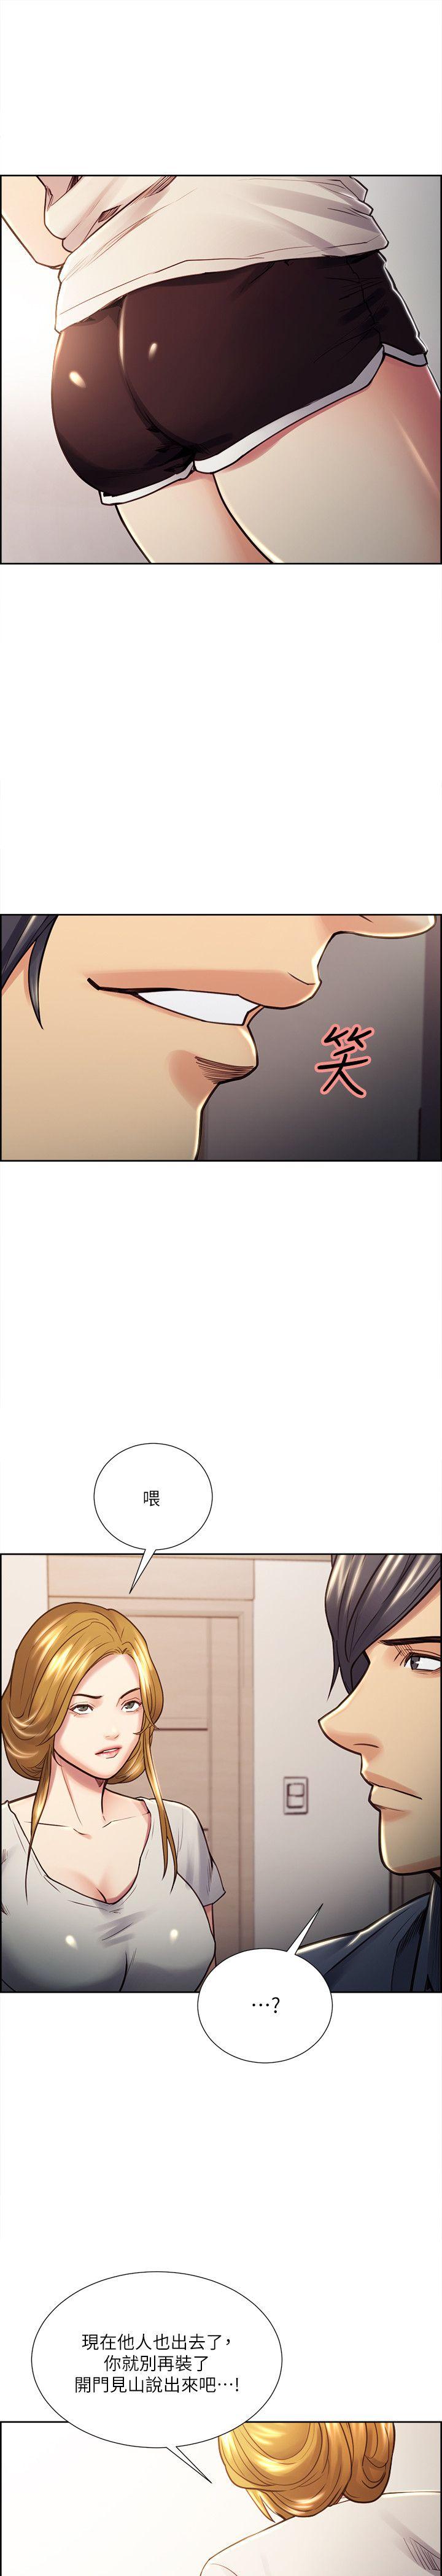 笑
喂
…?
現在他人也出去了，
你就別再裝了
開門見山說出來吧…!